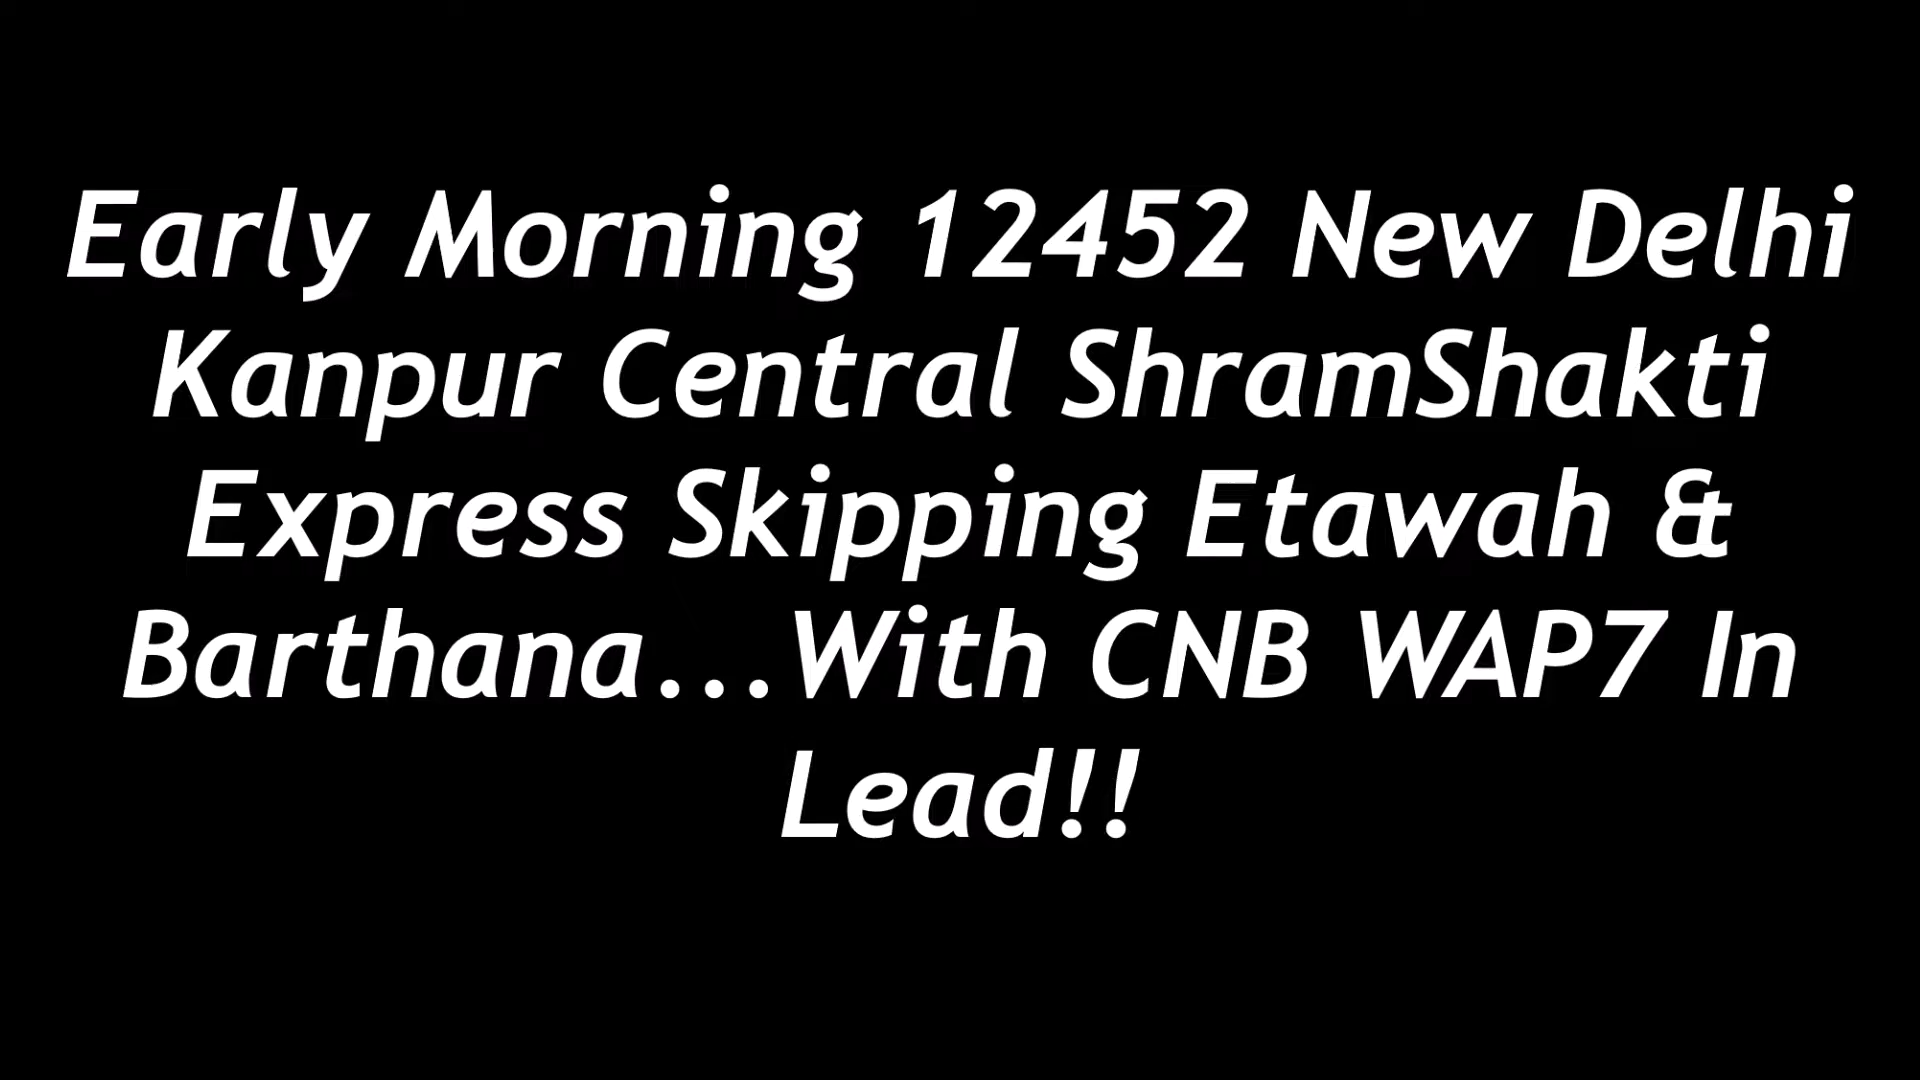 Early Morning 12452 New Delhi
Kanpur Central ShramShakti
Express Skipping Etawah &
Barthana...With CNB WAP7 In
Lead!!